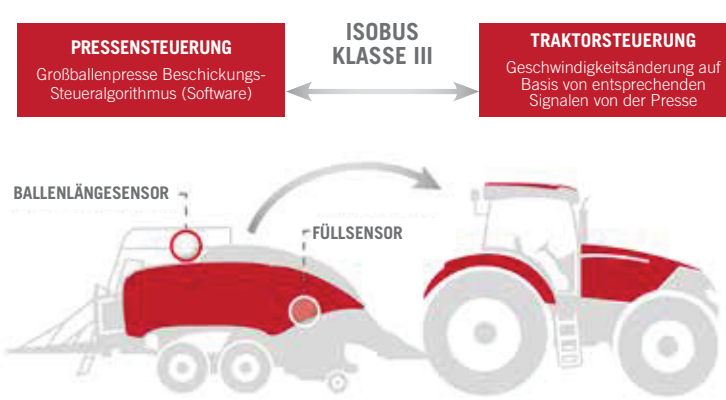 PRESSENSTEUERUNG
Großballenpresse Beschickungs-
Steueralgorithmus (Software)
ISOBUS
KLASSE III
TRAKTORSTEUERUNG
Geschwindigkeitsänderung auf
Basis von entsprechenden
Signalen von der Presse
BALLENLÄNGESENSOR
FÜLLSENSOR